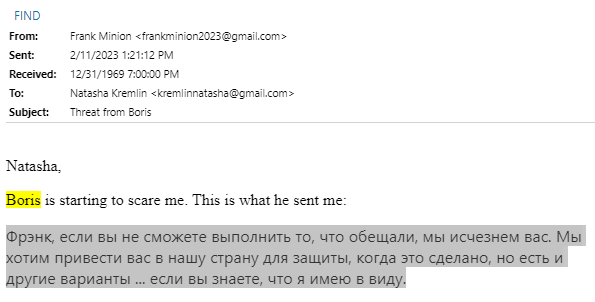 FIND
From: Frank Minion <frankminion2023@gmail.com>
Sent: 2/11/2023 1:21:12 PM
Received: 12/31/1969 7:00:00 PM
To: Natasha Kremlin <kremlinnatasha@gmail.com>
Subject: Threat from Boris
Natasha,
Boris is starting to scare me. This is what he sent me:
Фрэнк, если вы не сможете выполнить то, что обещали, мы исчезнем вас. Мы
хотим привести вас в нашу страну для защиты, когда это сделано, но есть и
другие варианты ... если вы знаете, что я имею в виду.